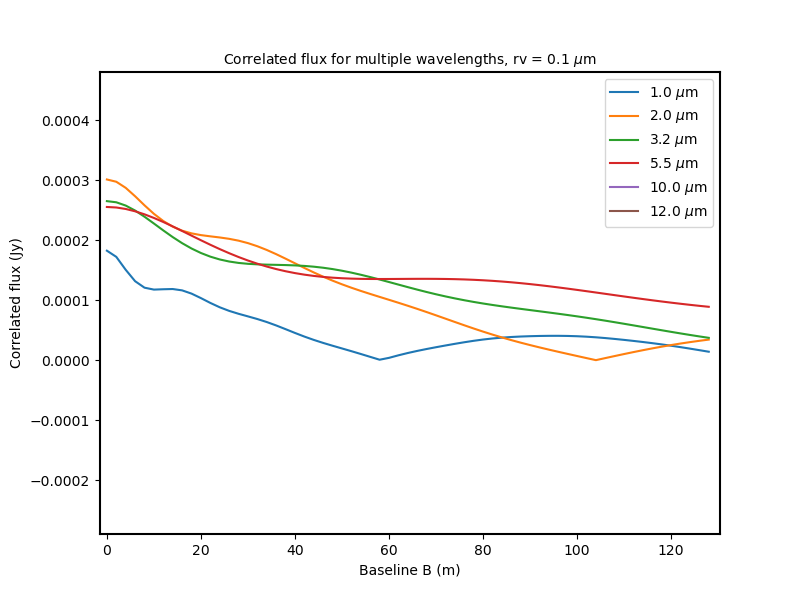 Correlated flux for multiple wavelengths, rv = 0.1 μm
1.0 μm
2.0 μm
3.2 μm
5.5 μm
10.0 μm
12.0 μm
0.0004
0.0003
0.0002
0.0001
0.0000
−0.0001
−0.0002
Correlated flux (Jy)
0 20 40 60 80 100 120
Baseline B (m)